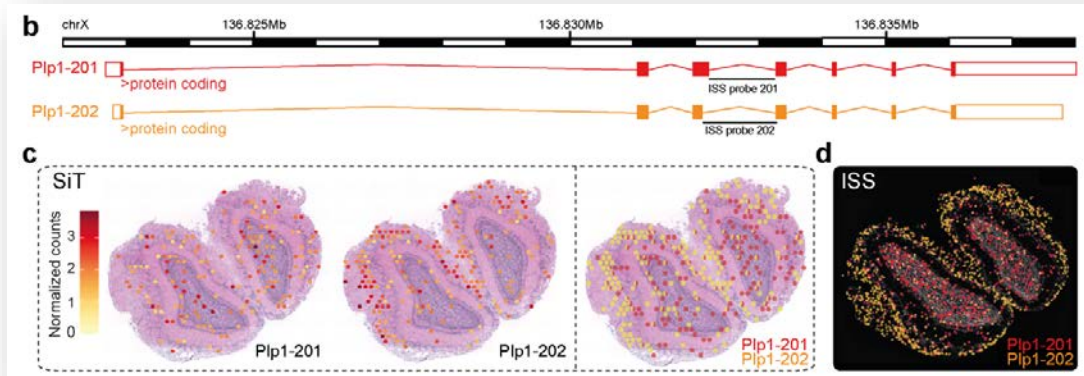 b
chrX 136.825Mb 136.830Mb 136.835Mb
Plp1-201
>protein coding
ISS probe 201
Plp1-202
>protein coding
ISS probe 202
c
SiT
Normalized counts
3
2
1
0
Plp1-201
Plp1-202
Plp1-201
Plp1-202
d
ISS
Plp1-201
Plp1-202